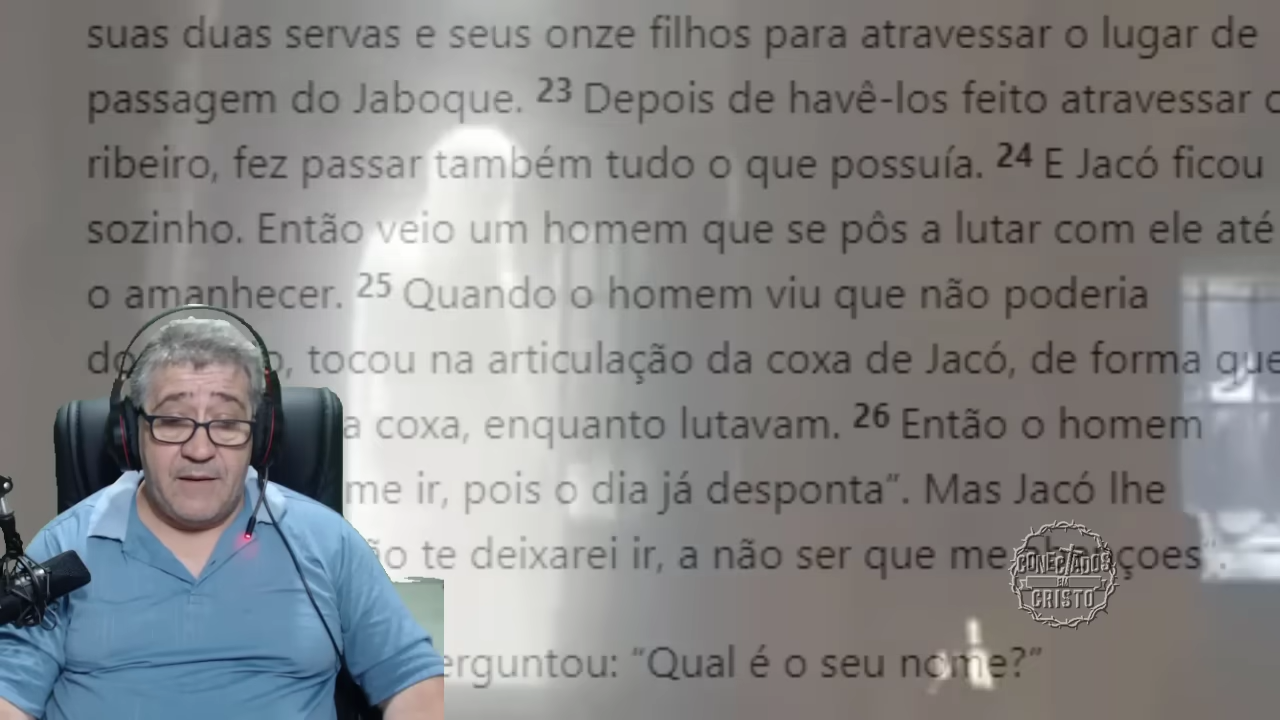 suas duas servas e seus onze filhos para atravessar o lugar de
passagem do Jaboque. 23 Depois de havê-los feito atravessar o
ribeiro, fez passar também tudo o que possuía. 24 E Jacó ficou
sozinho. Então veio um homem que se pôs a lutar com ele até
o amanhecer. 25 Quando o homem viu que não poderia
tocou na articulação da coxa de Jacó, de forma que
a coxa, enquanto lutavam. 26 Então o homem
me ir, pois o dia já desponta”. Mas Jacó lhe
te deixarei ir, a não ser que me
erguntou: “Qual é o seu nome?”
CONECTADOS
EM
CRISTO